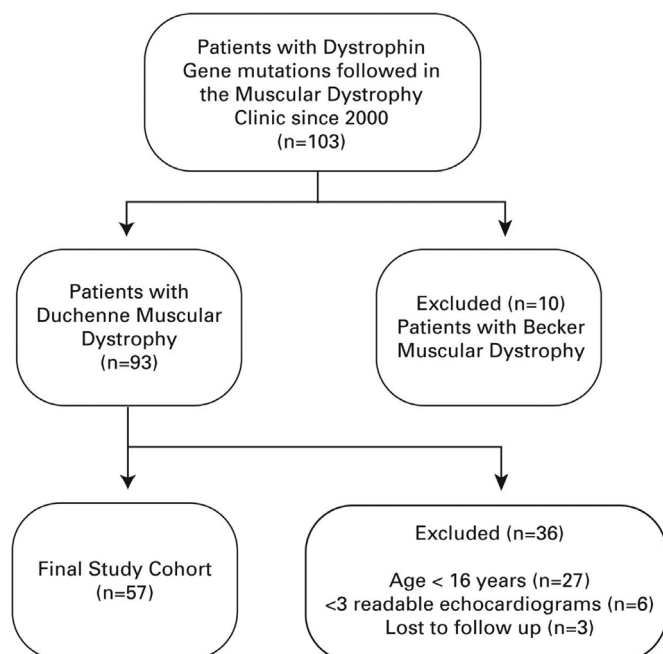 Patients with Dystrophin
Gene mutations followed in
the Muscular Dystrophy
Clinic since 2000
(n=103)
Patients with
Duchenne Muscular
Dystrophy
(n=93)
Excluded (n=10)
Patients with Becker
Muscular Dystrophy
Final Study Cohort
(n=57)
Excluded (n=36)
Age < 16 years (n=27)
<3 readable echocardiograms (n=6)
Lost to follow up (n=3)